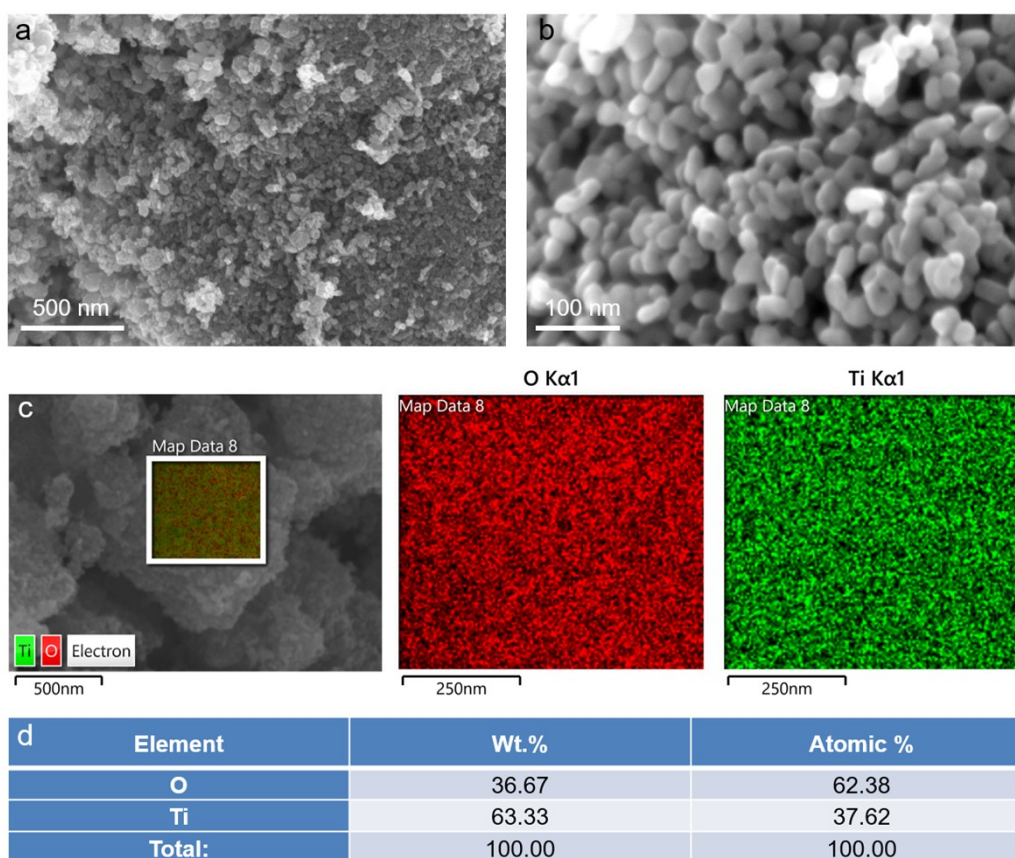 a
b
500 nm
100 nm
O Kα1
Ti Kα1
c
Map Data 8
Map Data 8
Map Data 8
Ti O Electron
500nm
250nm
250nm
d
Element Wt.% Atomic %
O 36.67 62.38
Ti 63.33 37.62
Total: 100.00 100.00